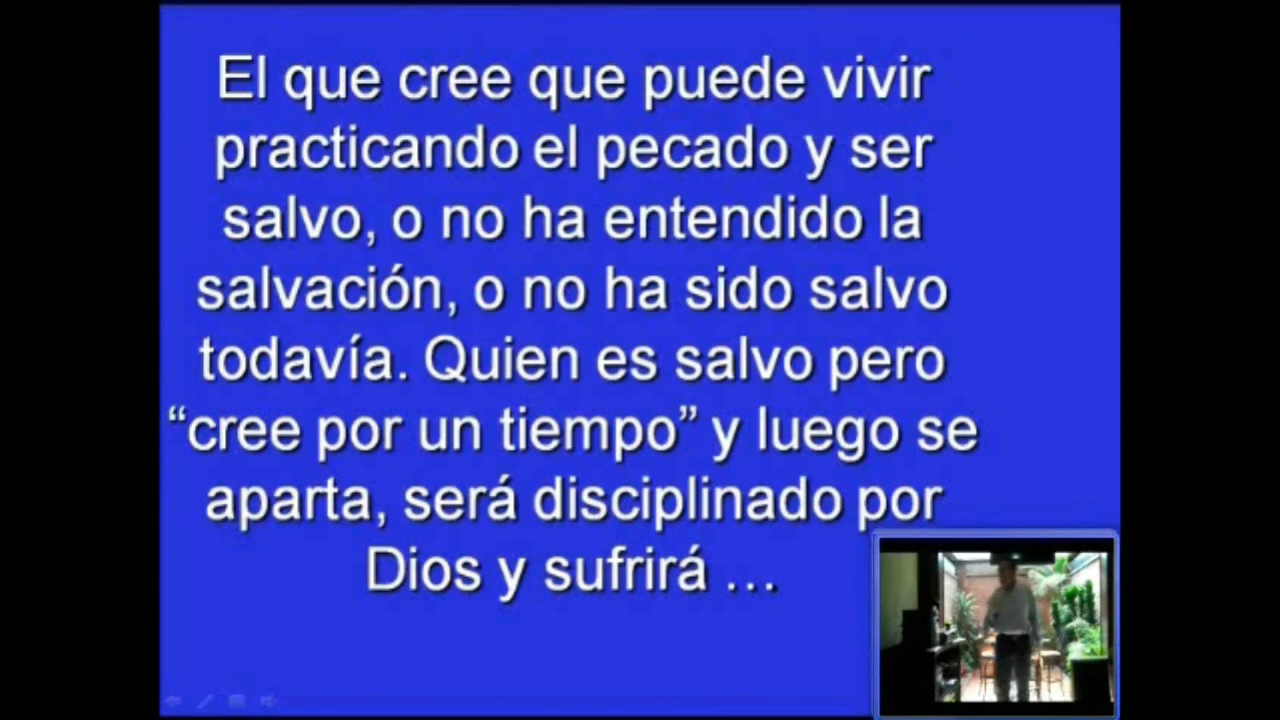 El que cree que puede vivir
practicando el pecado y ser
salvo, o no ha entendido la
salvación, o no ha sido salvo
todavía. Quien es salvo pero
“cree por un tiempo” y luego se
aparta, será disciplinado por
Dios y sufrirá …